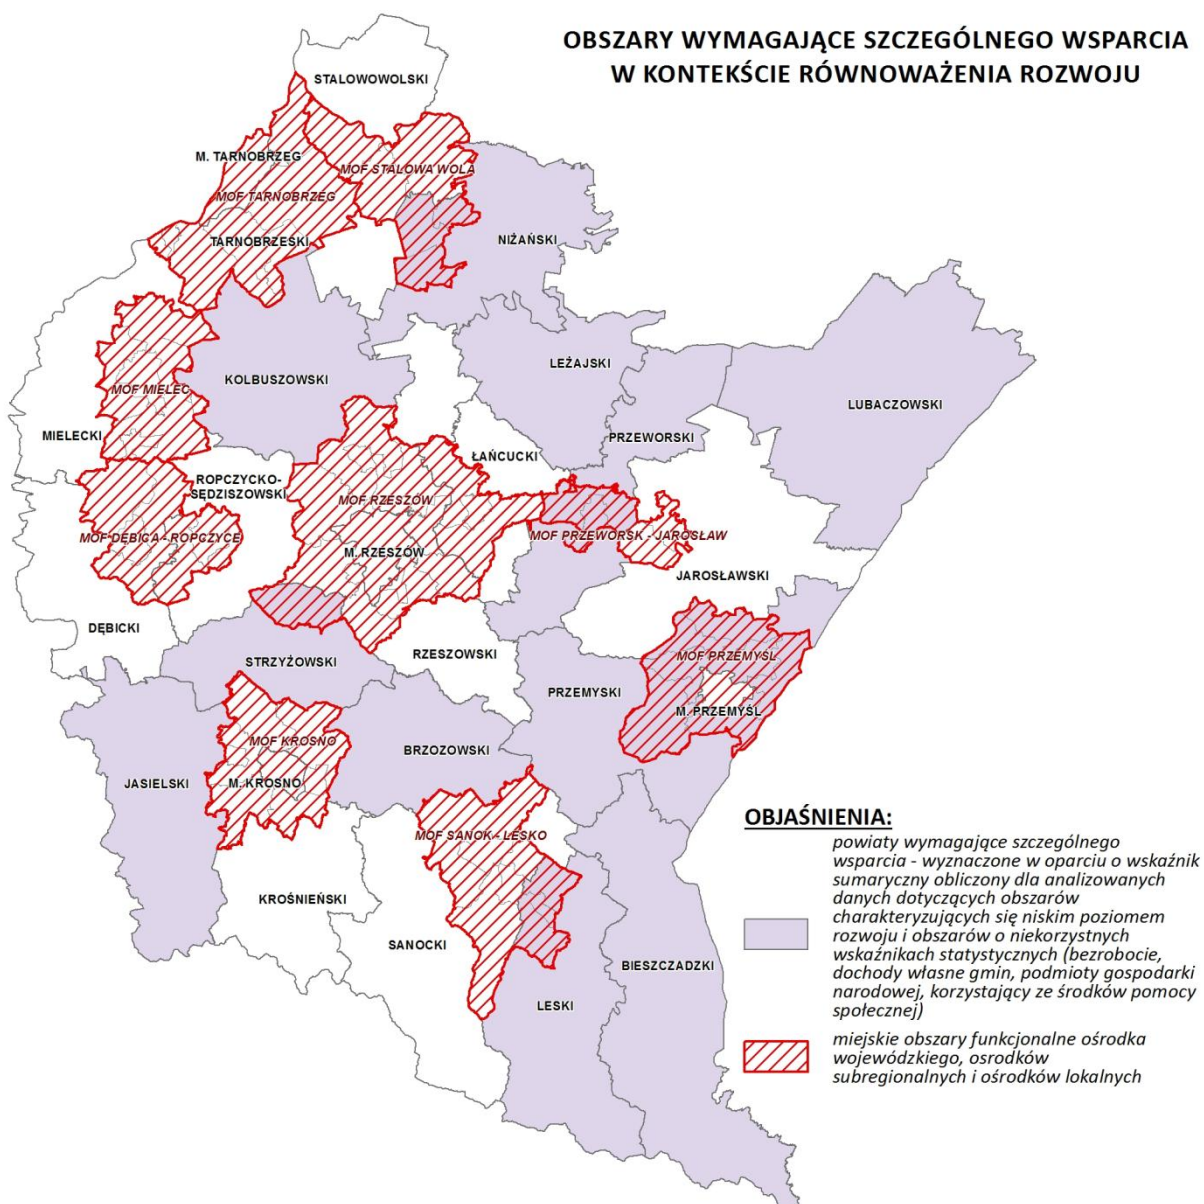 OBSZARY WYMAGAJĄCE SZCZEGÓLNEGO WSPARCIA
W KONTEKŚCIE RÓWNOWAŻENIA ROZWOJU
STALOWOWOLSKI
M. TARNOBRZEG
MOF STALOWA WOLA
MOF TARNOBRZEG
TARNOBRZESKI
NIŻAŃSKI
LEŻAJSKI
KOLBUSZOWSKI
MOF MIELEC
LUBACZOWSKI
MIELECKI
PRZEWORSKI
ŁAŃCUCKI
ROPCZYCKO-
SĘDZISZOWSKI
MOF RZESZÓW
MOF DĘBICA - ROPCZYCE
MOF PRZEWORSK - JAROSŁAW
M. RZESZÓW
JAROSŁAWSKI
DĘBICKI
STRZYŻOWSKI
RZESZOWSKI
MOF PRZEMYŚL
PRZEMYSKI
M. PRZEMYŚL
MOF KROSNO
BRZOZOWSKI
JASIELSKI
M. KROSNO
MOF SANOK - LESKO
KROŚNIEŃSKI
SANOCKI
BIESZCZADZKI
LESKI
OBJAŚNIENIA:
powiaty wymagające szczególnego
wsparcia - wyznaczone w oparciu o wskaźnik
sumaryczny obliczony dla analizowanych
danych dotyczących obszarów
charakteryzujących się niskim poziomem
rozwoju i obszarów o niekorzystnych
wskaźnikach statystycznych (bezrobocie,
dochody własne gmin, podmioty gospodarki
narodowej, korzystający ze środków pomocy
społecznej)
miejskie obszary funkcjonalne ośrodka
wojewódzkiego, osrodków
subregionalnych i ośrodków lokalnych